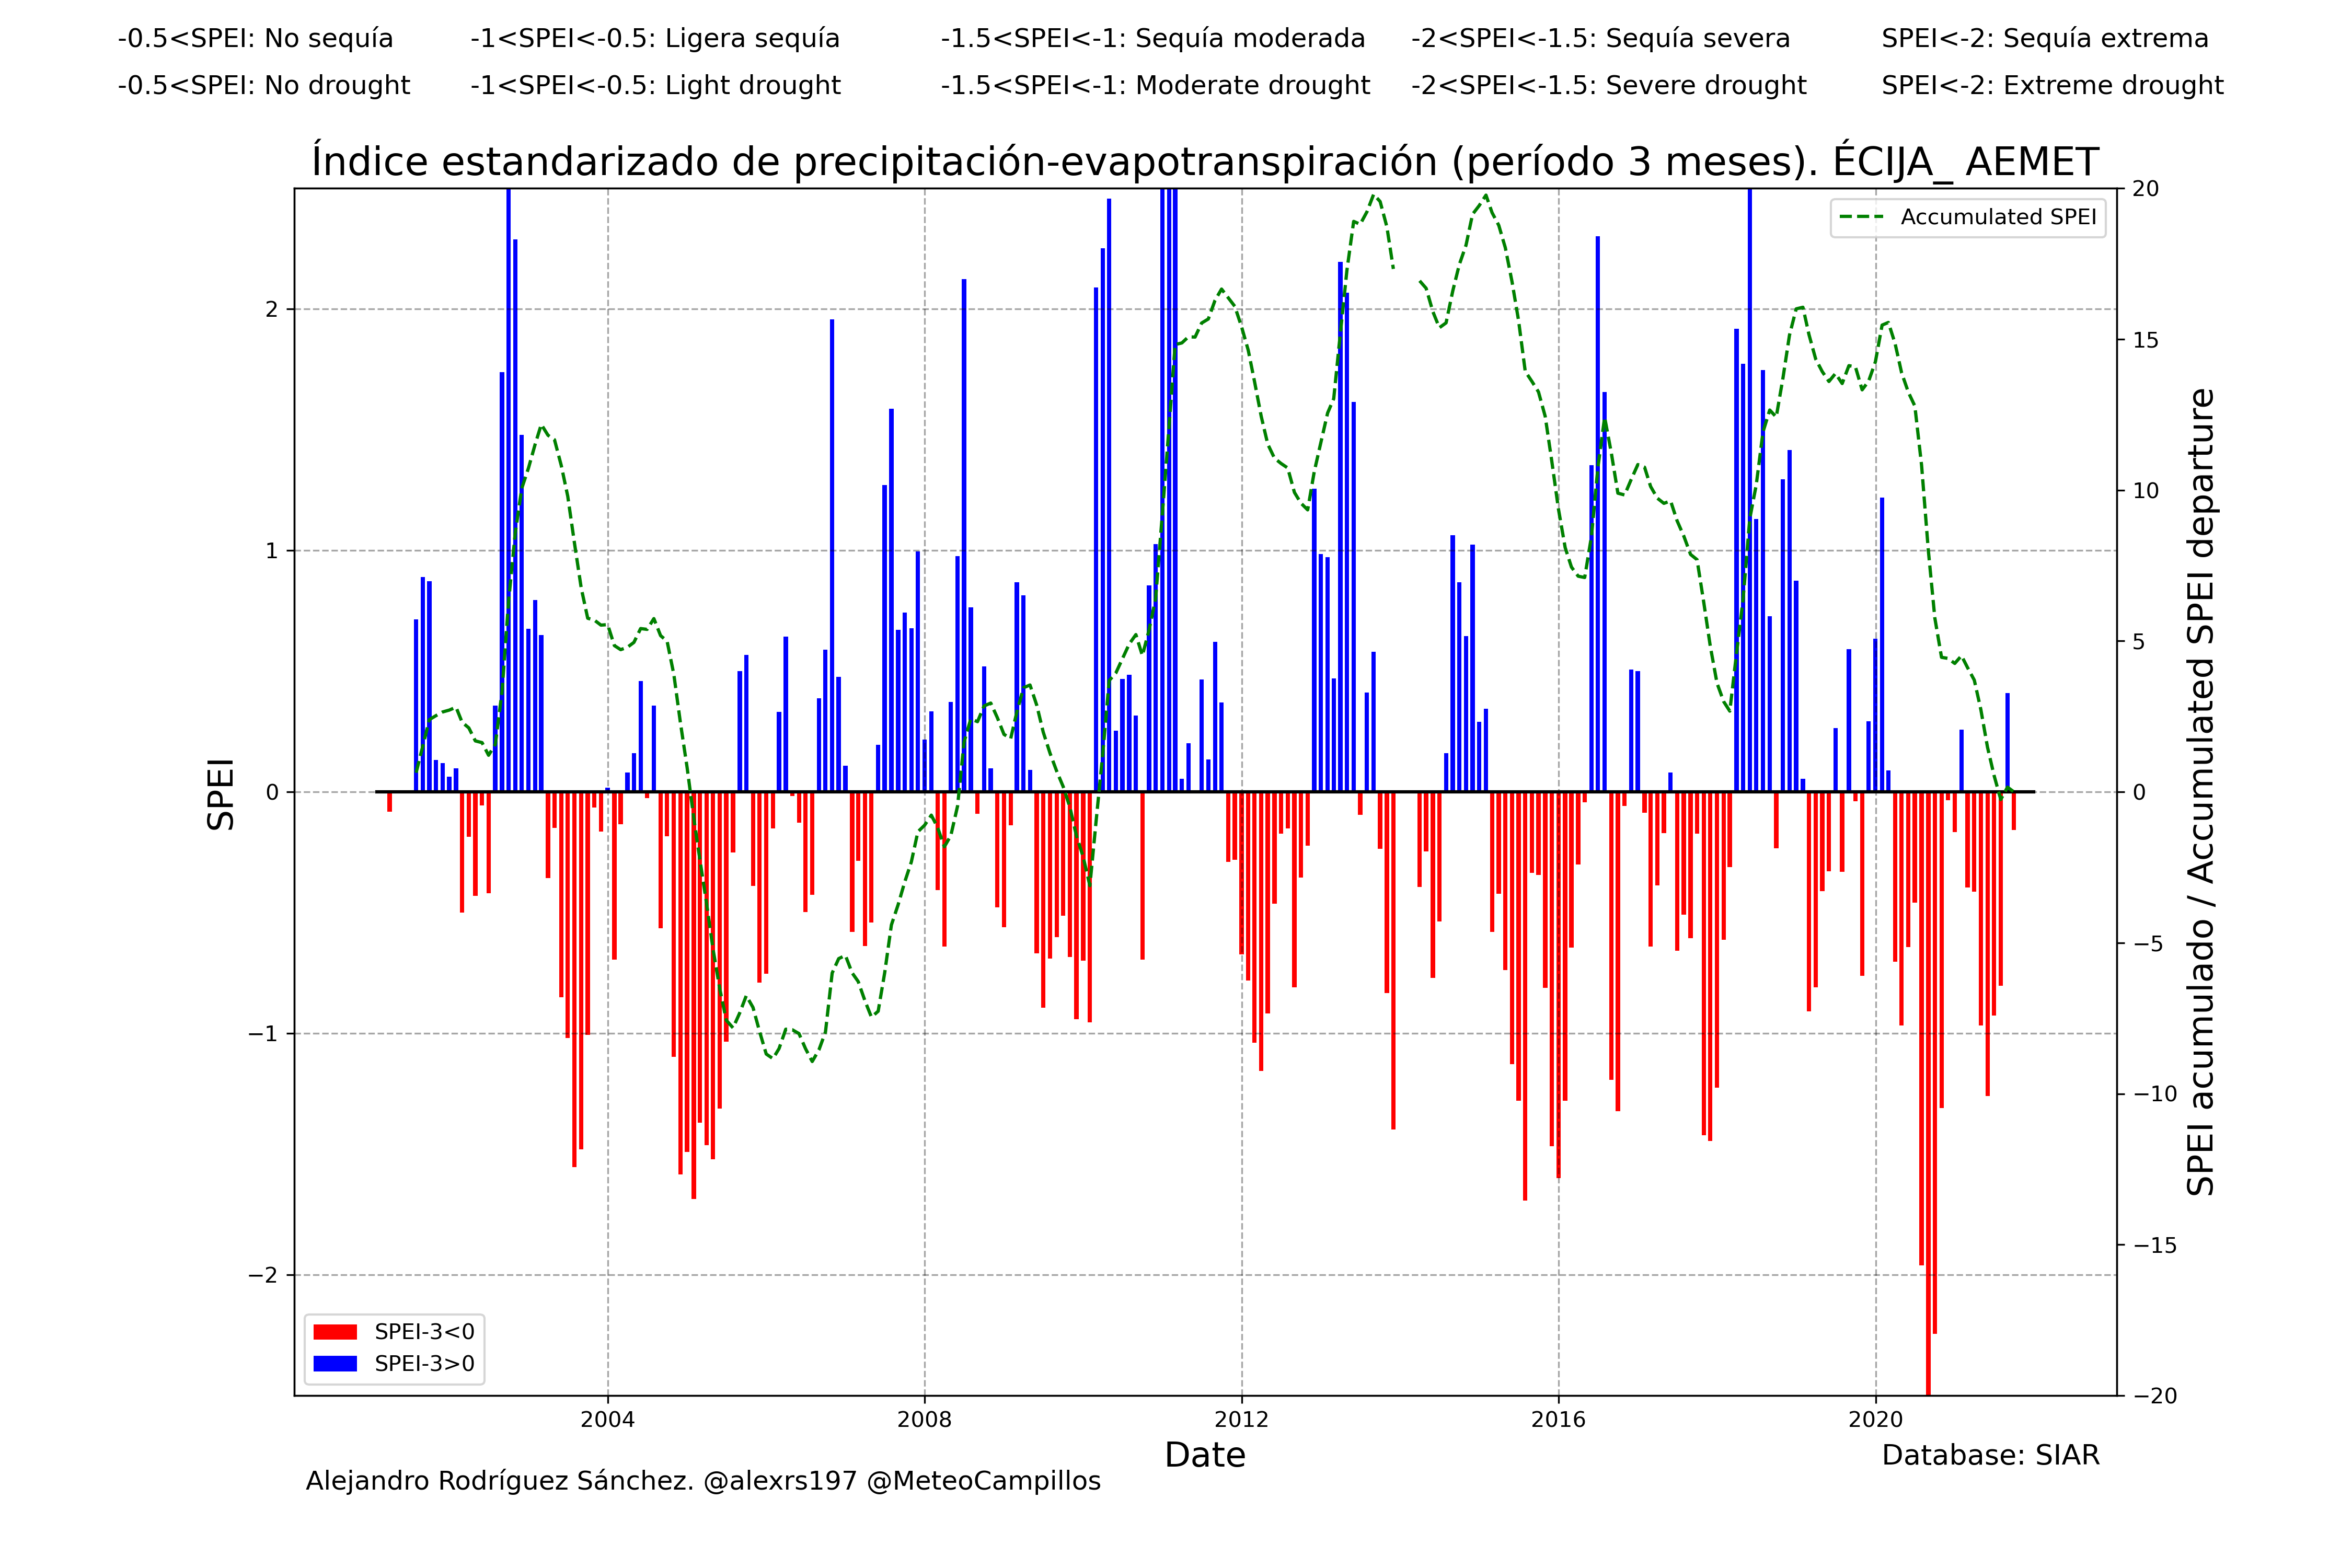 -0.5<SPEI: No sequía -1<SPEI<-0.5: Ligera sequía -1.5<SPEI<-1: Sequía moderada -2<SPEI<-1.5: Sequía severa SPEI<-2: Sequía extrema
-0.5<SPEI: No drought -1<SPEI<-0.5: Light drought -1.5<SPEI<-1: Moderate drought -2<SPEI<-1.5: Severe drought SPEI<-2: Extreme drought
Índice estandarizado de precipitación-evapotranspiración (período 3 meses). ÉCIJA_ AEMET
Accumulated SPEI
SPEI
2
1
0
−1
−2
20
15
10
5
0
−5
−10
−15
−20
SPEI acumulado / Accumulated SPEI departure
SPEI-3<0
SPEI-3>0
2004 2008 2012 2016 2020
Date
Database: SIAR
Alejandro Rodríguez Sánchez. @alexrs197 @MeteoCampillos